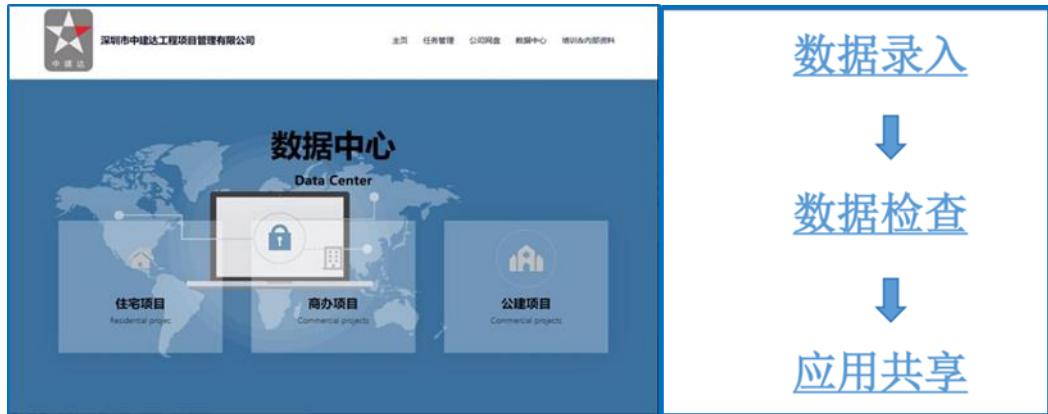 中建达
深圳市中建达工程项目管理有限公司
主页 任务管理 公司网盘 数据中心 培训&内部资料
数据中心
Data Center
住宅项目
Residential projec
商办项目
Commercial projects
公建项目
Commercial projects
数据录入
数据检查
应用共享